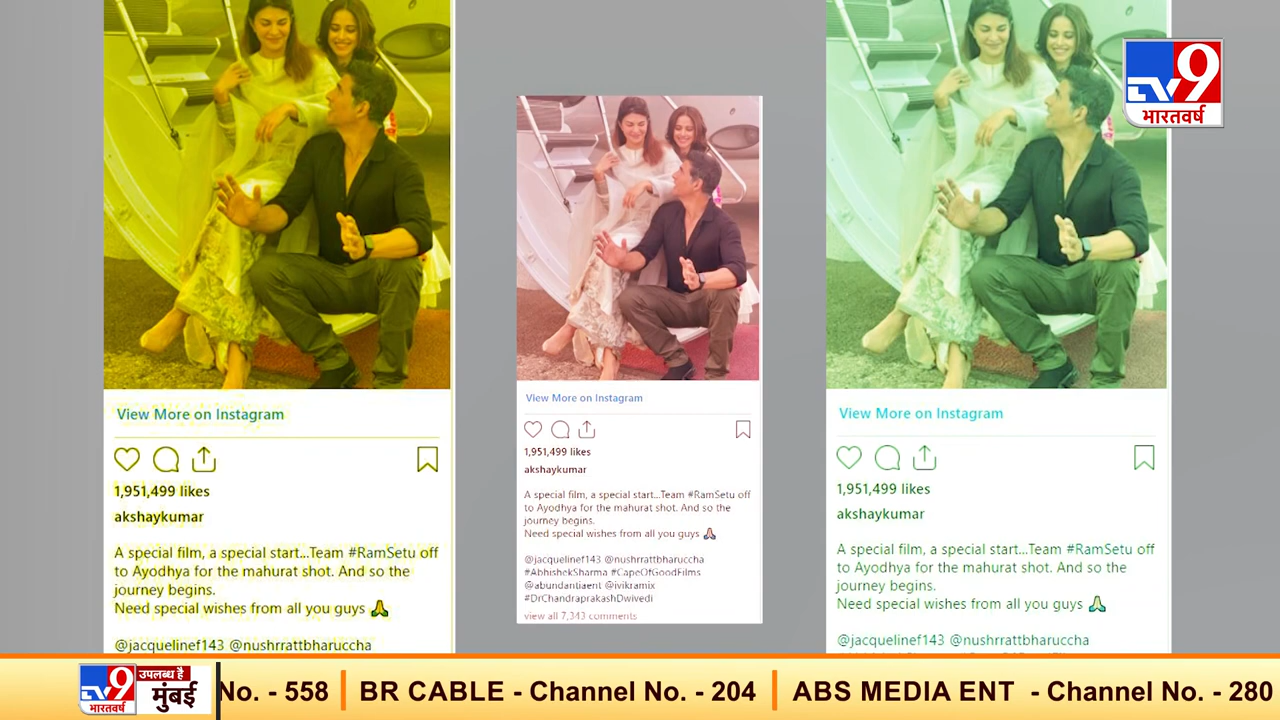 View More on Instagram
1,951,499 likes
akshaykumar
A special film, a special start...Team #RamSetu off
to Ayodhya for the mahurat shot. And so the
journey begins.
Need special wishes from all you guys 🙏
@jacquelinef143 @nushrrattbharuccha
View More on Instagram
1,951,499 likes
akshaykumar
A special film, a special start...Team #RamSetu off
to Ayodhya for the mahurat shot. And so the
journey begins.
Need special wishes from all you guys 🙏
@jacquelinef143 @nushrrattbharuccha
#AbhishekSharma #CapeOfGoodFilms
@abundantiaent @ivikramix
#DrChandraprakashDwivedi
view all 7,343 comments
TV9
भारतवर्ष
View More on Instagram
1,951,499 likes
akshaykumar
A special film, a special start...Team #RamSetu off
to Ayodhya for the mahurat shot. And so the
journey begins.
Need special wishes from all you guys 🙏
@jacquelinef143 @nushrrattbharuccha
TV9
भारतवर्ष
उपलब्ध है
मुंबई
No. - 558 | BR CABLE - Channel No. - 204 | ABS MEDIA ENT - Channel No. - 280